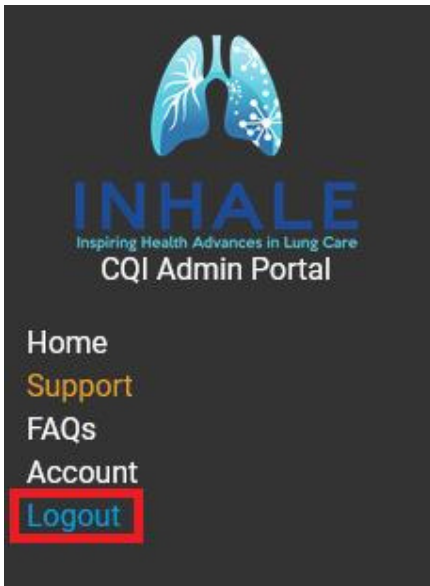 INHALE
Inspiring Health Advances in Lung Care
CQI Admin Portal
Home
Support
FAQs
Account
Logout